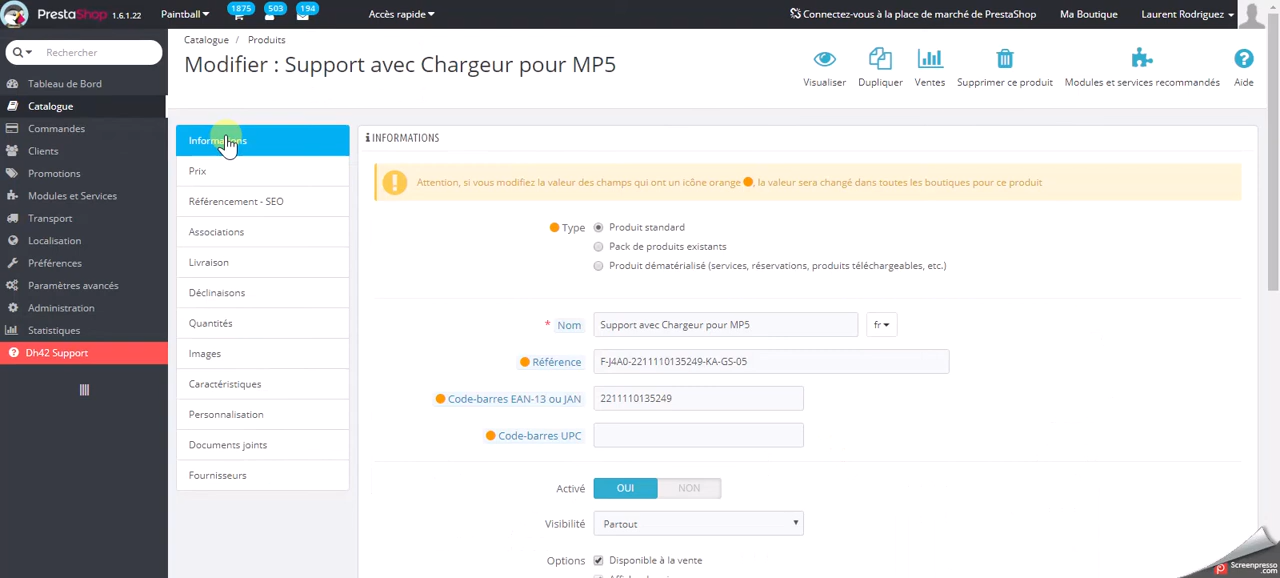 PrestaShop 1.6.1.22 Paintball 1875 503 194 Accès rapide Connectez-vous à la place de marché de PrestaShop Ma Boutique Laurent Rodriguez
Rechercher
Tableau de Bord
Catalogue
Commandes
Clients
Promotions
Modules et Services
Transport
Localisation
Préférences
Paramètres avancés
Administration
Statistiques
Dh42 Support
Catalogue / Produits
Modifier : Support avec Chargeur pour MP5
Visualiser Dupliquer Ventes Supprimer ce produit Modules et services recommandés Aide
Informations
Prix
Référencement - SEO
Associations
Livraison
Déclinaisons
Quantités
Images
Caractéristiques
Personnalisation
Documents joints
Fournisseurs
INFORMATIONS
Attention, si vous modifiez la valeur des champs qui ont un icône orange , la valeur sera changé dans toutes les boutiques pour ce produit
Type Produit standard
Pack de produits existants
Produit dématérialisé (services, réservations, produits téléchargeables, etc.)
* Nom Support avec Chargeur pour MP5 fr
Référence F-J4A0-2211110135249-KA-GS-05
Code-barres EAN-13 ou JAN 2211110135249
Code-barres UPC
Activé OUI NON
Visibilité Partout
Options Disponible à la vente
Screenpresso
.com